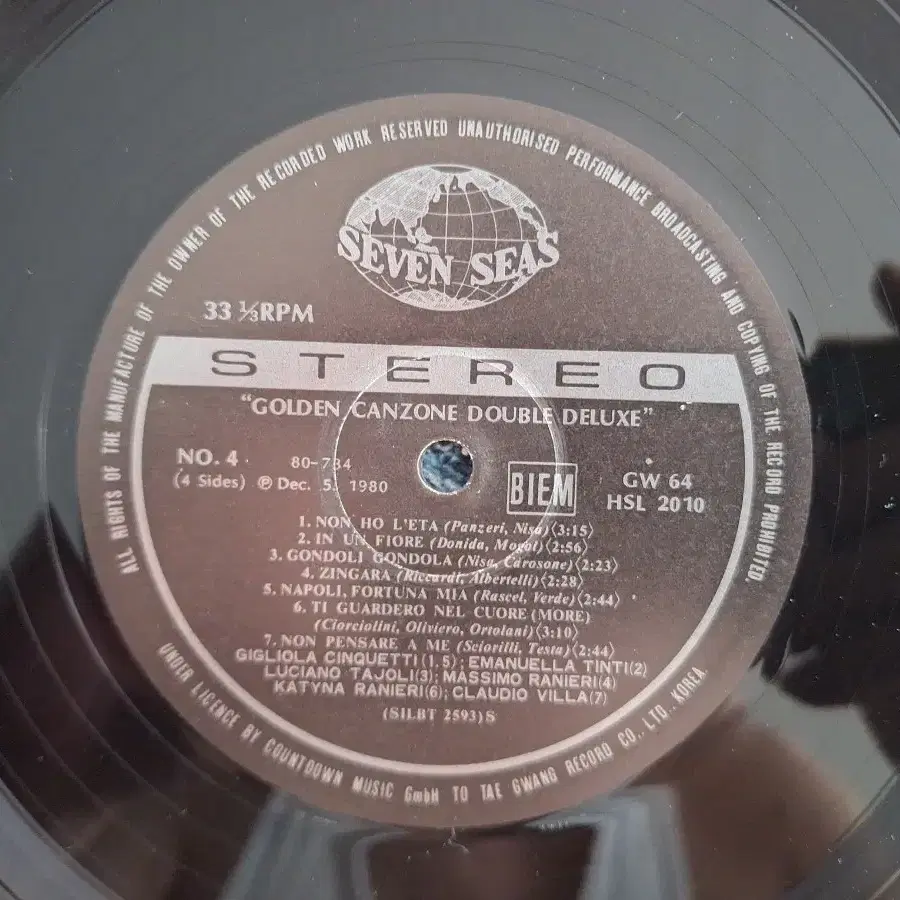 ALL RIGHTS OF THE MANUFACTURE OF THE OWNER OF THE RECORDED WORK RESERVED UNAUTHORISED PERFORMANCE BROADCASTING AND COPYING OF THE RECORD PROHIBITED.
SEVEN SEAS
33 ⅓RPM
STEREO
"GOLDEN CANZONE DOUBLE DELUXE"
NO. 4 80-734 BIEM GW 64
(4 Sides) ℗ Dec. 5. 1980 HSL 2010
1. NON HO L'ETA (Panzeri, Nisa) (3:15)
2. IN UN FIORE (Donida, Mogol) (2:56)
3. GONDOLI GONDOLA (Nisa, Carosone) (2:23)
4. ZINGARA (Riccardi, Albertelli) (2:28)
5. NAPOLI, FORTUNA MIA (Rascel, Verde) (2:44)
6. TI GUARDERO NEL CUORE (MORE)
(Ciorciolini, Oliviero, Ortolani) (3:10)
7. NON PENSARE A ME (Sciorilli, Testa) (2:44)
GIGLIOLA CINQUETTI (1, 5); EMANUELLA TINTI (2)
LUCIANO TAJOLI (3); MASSIMO RANIERI (4)
KATYNA RANIERI (6); CLAUDIO VILLA (7)
(SILBT 2593) S
UNDER LICENCE BY COUNTDOWN MUSIC GmbH TO TAE GWANG RECORD CO., LTD., KOREA.